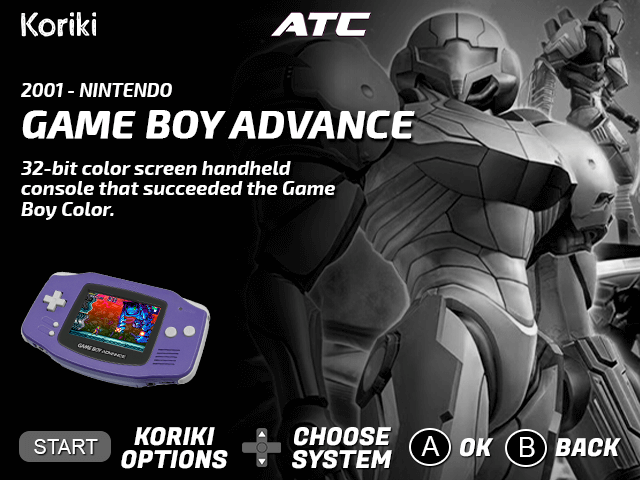 Koriki
ATC
2001 - NINTENDO
GAME BOY ADVANCE
32-bit color screen handheld
console that succeeded the Game
Boy Color.
GAME BOY ADVANCE
START
KORIKI
OPTIONS
CHOOSE
SYSTEM
A OK
B BACK